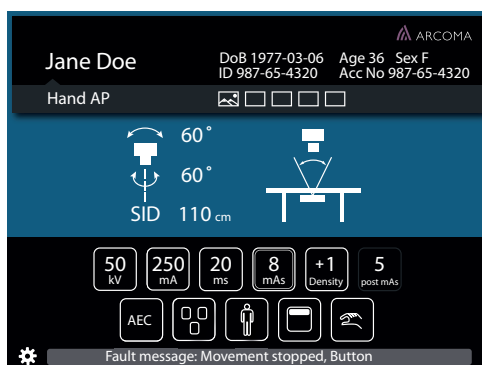 ARCOMA
Jane Doe
DoB 1977-03-06 Age 36 Sex F
ID 987-65-4320 Acc No 987-65-4320
Hand AP
60°
60°
SID 110 cm
50 250 20 8 +1 5
kV mA ms mAs Density post mAs
AEC
Fault message: Movement stopped, Button